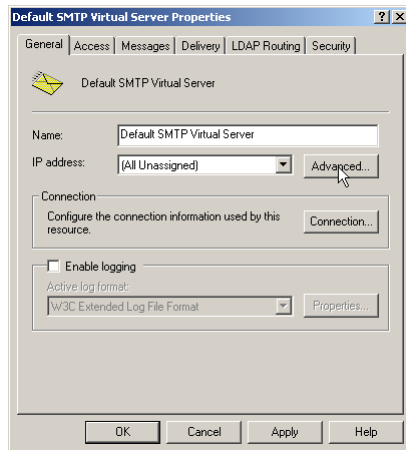 Default SMTP Virtual Server Properties
General Access Messages Delivery LDAP Routing Security
Default SMTP Virtual Server
Name: Default SMTP Virtual Server
IP address: (All Unassigned) Advanced...
Connection
Configure the connection information used by this
resource.
Connection...
Enable logging
Active log format:
W3C Extended Log File Format Properties...
OK Cancel Apply Help